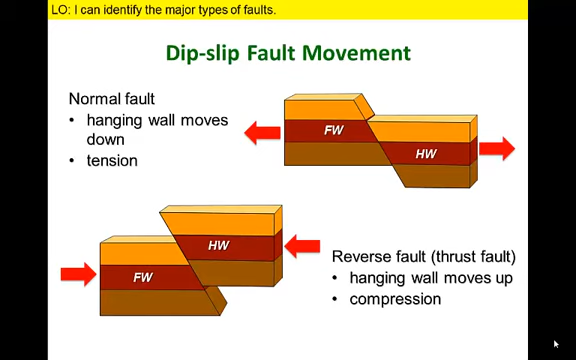 LO: I can identify the major types of faults.
Dip-slip Fault Movement
Normal fault
• hanging wall moves
down
• tension
FW
HW
HW
FW
Reverse fault (thrust fault)
• hanging wall moves up
• compression